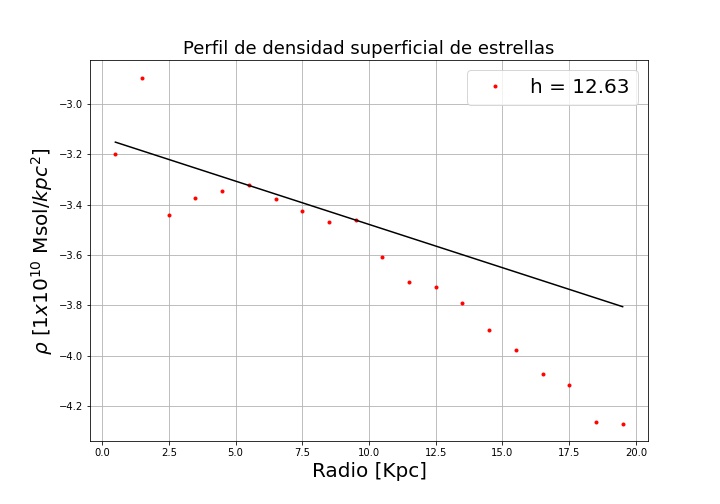 Perfil de densidad superficial de estrellas
h = 12.63
ρ [1x10^10 Msol/kpc^2]
−3.0
−3.2
−3.4
−3.6
−3.8
−4.0
−4.2
0.0 2.5 5.0 7.5 10.0 12.5 15.0 17.5 20.0
Radio [Kpc]